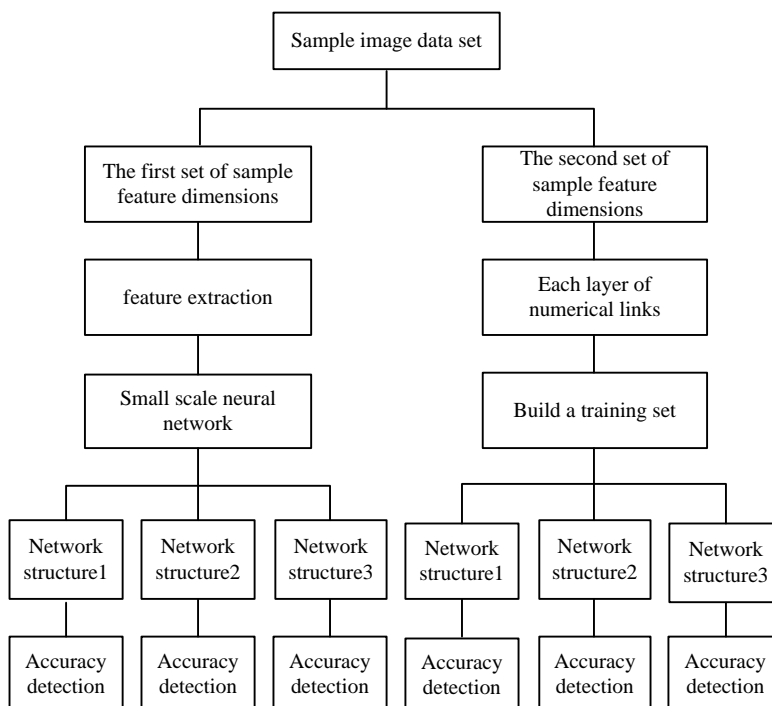 Sample image data set
The first set of sample
feature dimensions
The second set of
sample feature
dimensions
feature extraction
Each layer of
numerical links
Small scale neural
network
Build a training set
Network
structure1
Network
structure2
Network
structure3
Network
structure1
Network
structure2
Network
structure3
Accuracy
detection
Accuracy
detection
Accuracy
detection
Accuracy
detection
Accuracy
detection
Accuracy
detection